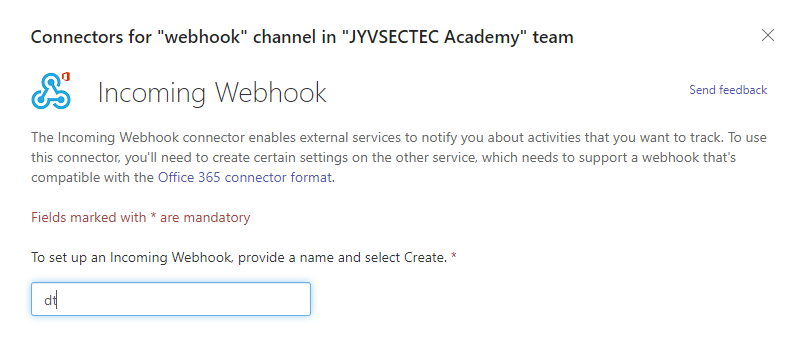 Connectors for "webhook" channel in "JYVSECTEC Academy" team
Incoming Webhook
Send feedback
The Incoming Webhook connector enables external services to notify you about activities that you want to track. To use
this connector, you'll need to create certain settings on the other service, which needs to support a webhook that's
compatible with the Office 365 connector format.
Fields marked with * are mandatory
To set up an Incoming Webhook, provide a name and select Create. *
dt